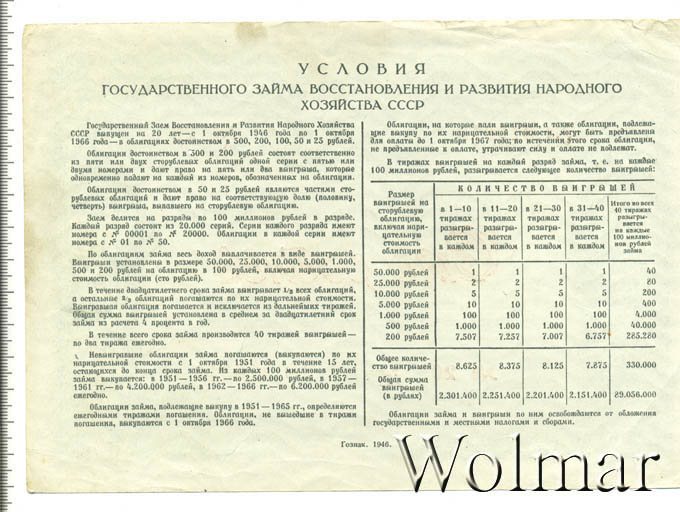 УСЛОВИЯ
ГОСУДАРСТВЕННОГО ЗАЙМА ВОССТАНОВЛЕНИЯ И РАЗВИТИЯ НАРОДНОГО
ХОЗЯЙСТВА СССР
Государственный Заем Восстановления и Развития Народного Хозяйства
СССР выпущен на 20 лет — с 1 октября 1946 года по 1 октября
1966 года — в облигациях достоинством в 500, 200, 100, 50 и 25 рублей.
Облигации достоинством в 500 и 200 рублей состоят соответственно
из пяти или двух сторублевых облигаций одной серии с пятью или
двумя номерами и дают право на пять или два выигрыша, которые
одновременно падают на каждый из номеров, обозначенных на облигации.
Облигации достоинством в 50 и 25 рублей являются частями сто-
рублевых облигаций и дают право на соответствующую долю (половину,
четверть) выигрыша, выпавшего на сторублевую облигацию.
Заем делится на разряды по 100 миллионов рублей в разряде.
Каждый разряд состоит из 20.000 серий. Серии каждого разряда имеют
номера с № 00001 по № 20000. Облигации в каждой серии имеют
номера с № 01 по № 50.
По облигациям займа весь доход выплачивается в виде выигрышей.
Выигрыши установлены в размере 50.000, 25.000, 10.000, 5.000, 1.000,
500 и 200 рублей на облигацию в 100 рублей, включая нарицательную
стоимость облигации (сто рублей).
В течение двадцатилетнего срока займа выигрывает 1/3 всех облигаций,
а остальные 2/3 облигаций погашаются по их нарицательной стоимости.
Выигравшая облигация погашается и исключается из дальнейших тиражей.
Общая сумма выигрышей установлена в среднем за двадцатилетний срок
займа из расчета 4 процента в год.
В течение всего срока займа производится 40 тиражей выигрышей —
по два тиража ежегодно.
Невыигравшие облигации займа погашаются (выкупаются) по их
нарицательной стоимости с 1 октября 1951 года в течение 15 лет,
остающихся до конца срока займа. Из каждых 100 миллионов рублей
займа выкупается: в 1951—1956 гг. — по 2.500.000 рублей, в 1957—
1961 гг. — по 4.200.000 рублей, в 1962—1966 гг. — по 6.200.000 рублей
ежегодно.
Облигации займа, подлежащие выкупу в 1951—1965 гг., определяются
ежегодными тиражами погашения. Облигации, не вышедшие в тиражи
погашения, выкупаются с 1 октября 1966 года.
Облигации, на которые пали выигрыши, а также облигации, подлежа-
щие выкупу по их нарицательной стоимости, могут быть предъявлены
для оплаты до 1 октября 1967 года; по истечении этого срока облигации,
не предъявленные к оплате, утрачивают силу и оплате не подлежат.
В тиражах выигрышей на каждый разряд займа, т. е. на каждые
100 миллионов рублей, разыгрывается следующее количество выигрышей:
Размер
выигрышей на
сторублевую
облигацию,
включая нари-
цательную
стоимость
облигации
КОЛИЧЕСТВО ВЫИГРЫШЕЙ
в 1—10
тиражах
разыгры-
вается
в каждом
в 11—20
тиражах
разыгры-
вается
в каждом
в 21—30
тиражах
разыгры-
вается
в каждом
в 31—40
тиражах
разыгры-
вается
в каждом
Итого во всех
40 тиражах
разыгры-
вается
на каждые
100 миллио-
нов рублей
займа
50.000 рублей 1 1 1 1 40
25.000 рублей 2 2 2 2 80
10.000 рублей 5 5 5 5 200
5.000 рублей 10 10 10 10 400
1.000 рублей 100 100 100 100 4.000
500 рублей 1.000 1.000 1.000 1.000 40.000
200 рублей 7.507 7.257 7.007 6.757 285.280
Общее количе-
ство выигрышей 8.625 8.375 8.125 7.875 330.000
Общая сумма
выигрышей
(в рублях) 2.301.400 2.251.400 2.201.400 2.151.400 89.056.000
Облигации займа и выигрыши по ним освобождаются от обложения
государственными и местными налогами и сборами.
Гознак. 1946.
Wolmar